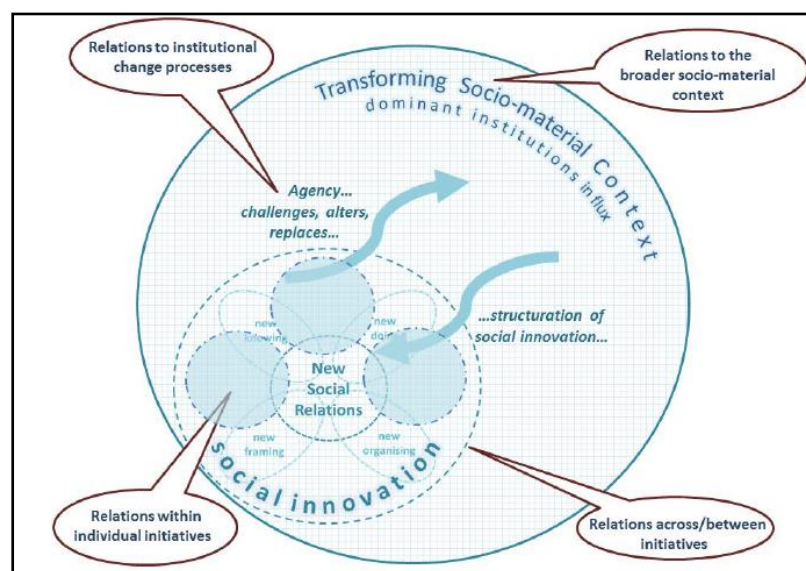 Relations to institutional
change processes
Relations to the
broader socio-material
context
Transforming Socio-material Context
dominant institutions in flux
Agency...
challenges, alters,
replaces...
...structuration of
social innovation...
new
new
New
Social
Relations
new
framing
new
organising
social innovation
Relations within
individual initiatives
Relations across/between
initiatives